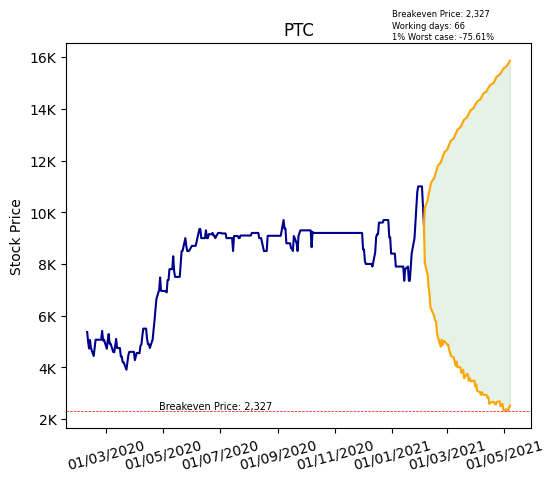 Breakeven Price: 2,327
Working days: 66
1% Worst case: -75.61%
PTC
16K
14K
12K
10K
8K
6K
4K
2K
Stock Price
Breakeven Price: 2,327
01/03/2020
01/05/2020
01/07/2020
01/09/2020
01/11/2020
01/01/2021
01/03/2021
01/05/2021